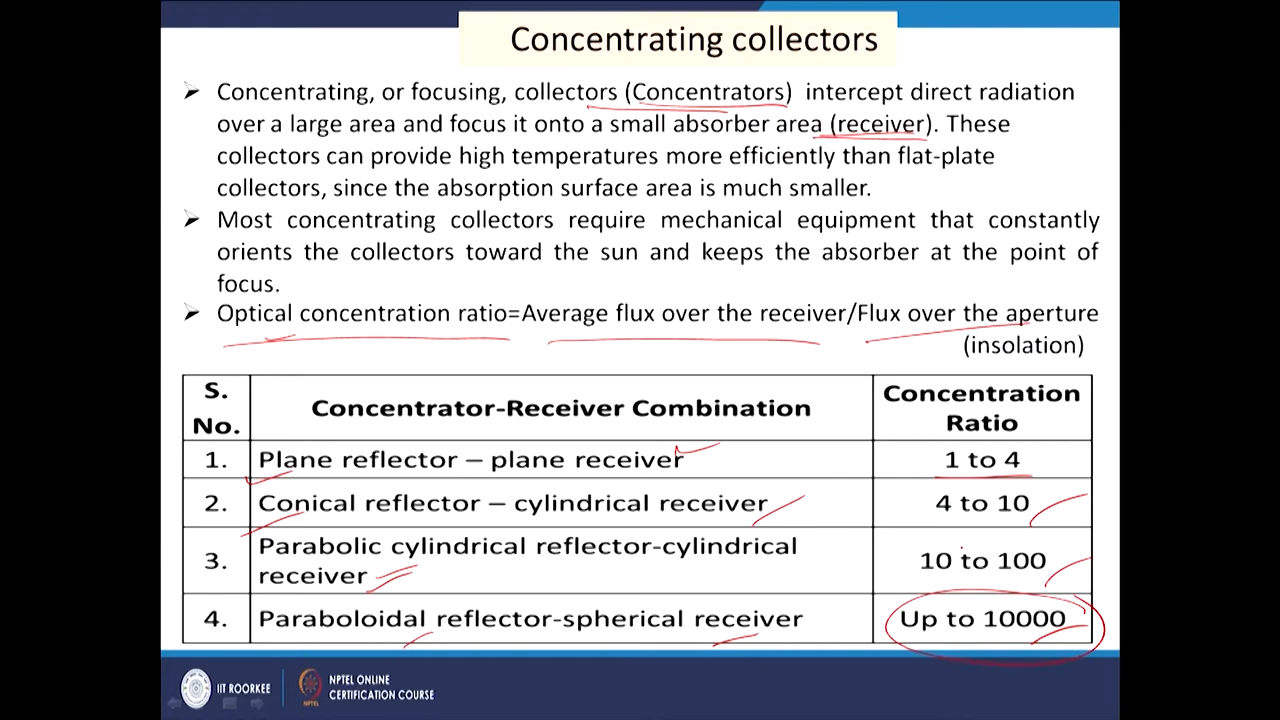 Concentrating collectors
➢ Concentrating, or focusing, collectors (Concentrators) intercept direct radiation
over a large area and focus it onto a small absorber area (receiver). These
collectors can provide high temperatures more efficiently than flat-plate
collectors, since the absorption surface area is much smaller.
➢ Most concentrating collectors require mechanical equipment that constantly
orients the collectors toward the sun and keeps the absorber at the point of
focus.
➢ Optical concentration ratio=Average flux over the receiver/Flux over the aperture
(insolation)
S. No. Concentrator-Receiver Combination Concentration Ratio
1. Plane reflector – plane receiver 1 to 4
2. Conical reflector – cylindrical receiver 4 to 10
3. Parabolic cylindrical reflector-cylindrical receiver 10 to 100
4. Paraboloidal reflector-spherical receiver Up to 10000
IIT ROORKEE
NPTEL
NPTEL ONLINE
CERTIFICATION COURSE